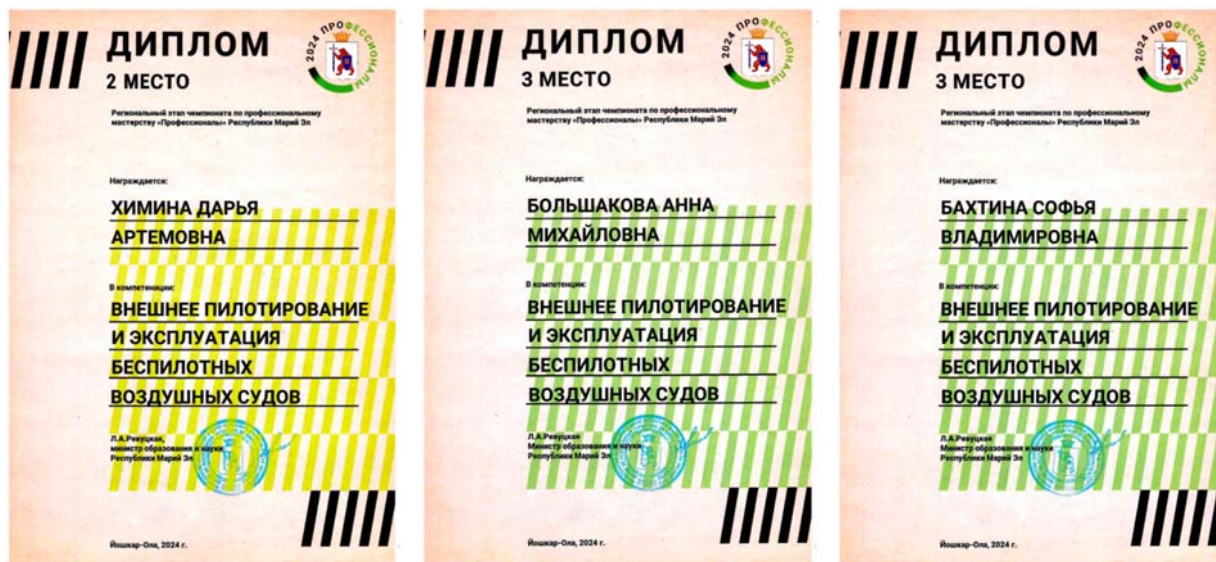 ДИПЛОМ
2 МЕСТО
2024 ПРОФЕССИОНАЛЫ
Региональный этап чемпионата по профессиональному
мастерству «Профессионалы» Республики Марий Эл
Награждается:
ХИМИНА ДАРЬЯ
АРТЕМОВНА
В компетенции:
ВНЕШНЕЕ ПИЛОТИРОВАНИЕ
И ЭКСПЛУАТАЦИЯ
БЕСПИЛОТНЫХ
ВОЗДУШНЫХ СУДОВ
Л.А.Ревуцкая,
министр образования и науки
Республики Марий Эл
Йошкар-Ола, 2024 г.
ДИПЛОМ
3 МЕСТО
2024 ПРОФЕССИОНАЛЫ
Региональный этап чемпионата по профессиональному
мастерству «Профессионалы» Республики Марий Эл
Награждается:
БОЛЬШАКОВА АННА
МИХАЙЛОВНА
В компетенции:
ВНЕШНЕЕ ПИЛОТИРОВАНИЕ
И ЭКСПЛУАТАЦИЯ
БЕСПИЛОТНЫХ
ВОЗДУШНЫХ СУДОВ
Л.А.Ревуцкая
Министр образования и науки
Республики Марий Эл
Йошкар-Ола, 2024 г.
ДИПЛОМ
3 МЕСТО
2024 ПРОФЕССИОНАЛЫ
Региональный этап чемпионата по профессиональному
мастерству «Профессионалы» Республики Марий Эл
Награждается:
БАХТИНА СОФЬЯ
ВЛАДИМИРОВНА
В компетенции:
ВНЕШНЕЕ ПИЛОТИРОВАНИЕ
И ЭКСПЛУАТАЦИЯ
БЕСПИЛОТНЫХ
ВОЗДУШНЫХ СУДОВ
Л.А.Ревуцкая
Министр образования и науки
Республики Марий Эл
Йошкар-Ола, 2024 г.